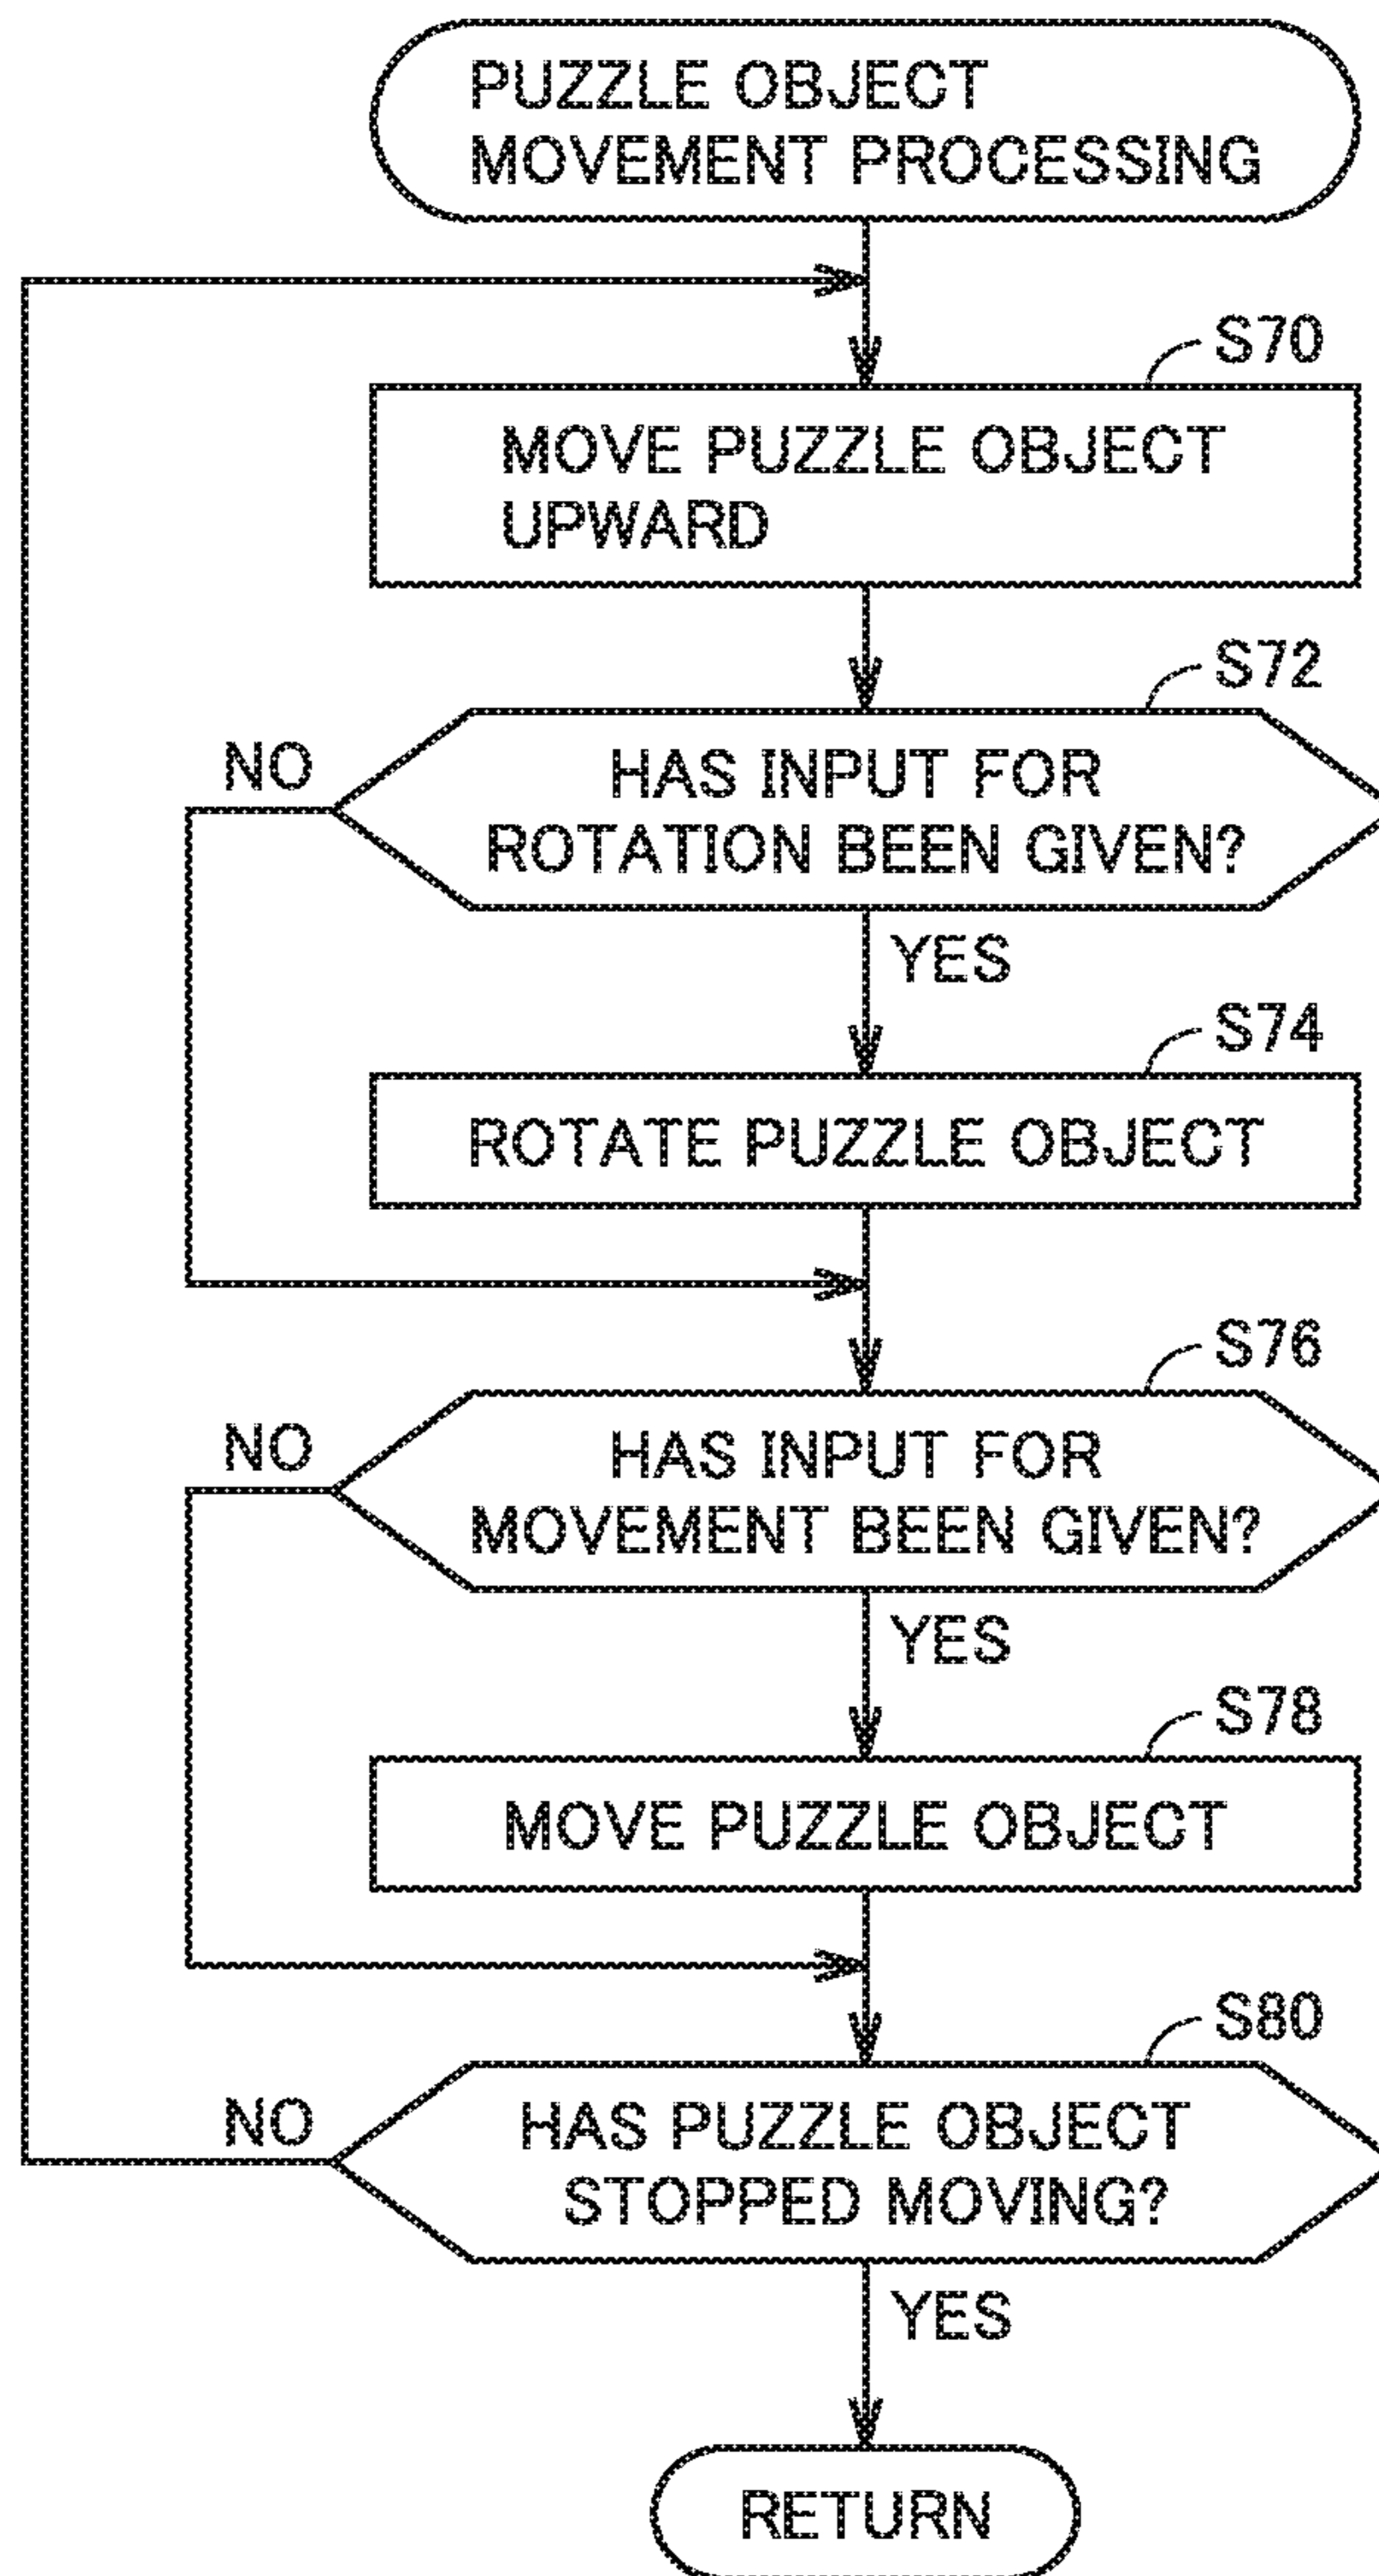 PUZZLE OBJECT
MOVEMENT PROCESSING
S70
MOVE PUZZLE OBJECT
UPWARD
S72
NO
HAS INPUT FOR
ROTATION BEEN GIVEN?
YES
S74
ROTATE PUZZLE OBJECT
S76
NO
HAS INPUT FOR
MOVEMENT BEEN GIVEN?
YES
S78
MOVE PUZZLE OBJECT
S80
NO
HAS PUZZLE OBJECT
STOPPED MOVING?
YES
RETURN